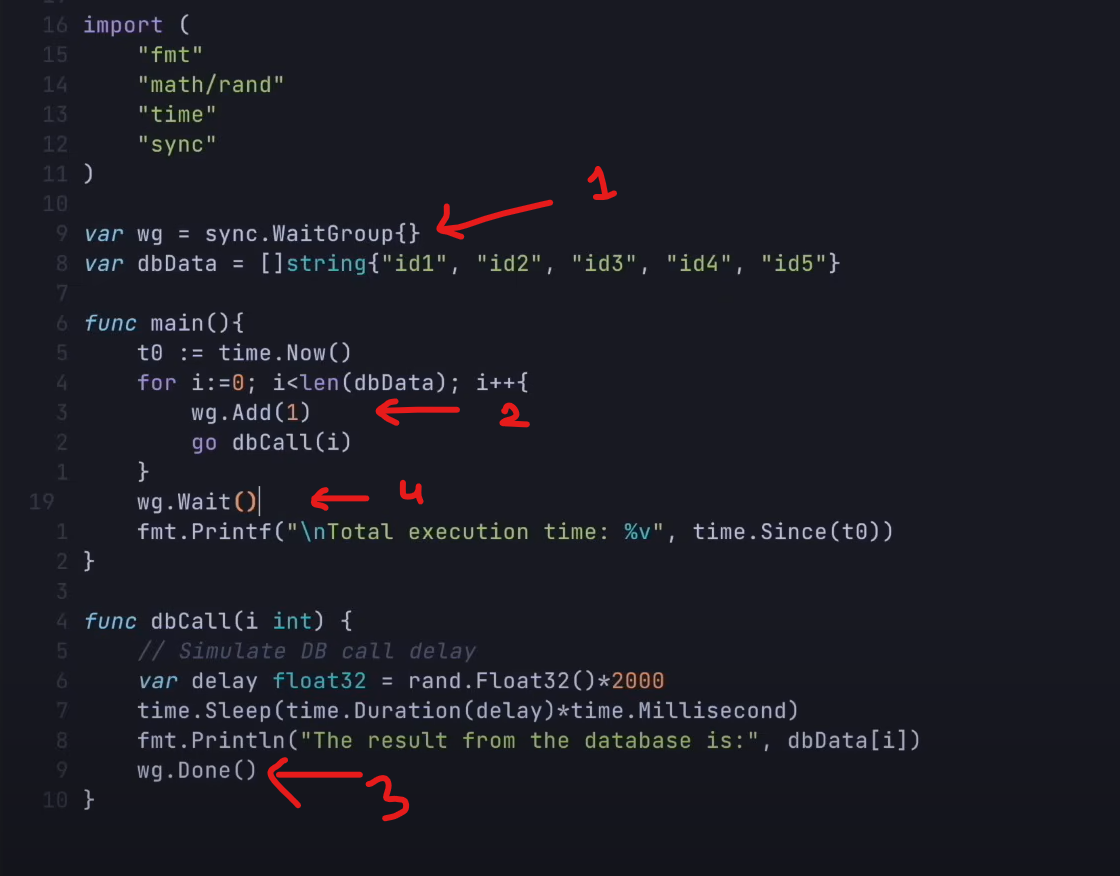 16 import (
15     "fmt"
14     "math/rand"
13     "time"
12     "sync"
11 )
10
9 var wg = sync.WaitGroup{} 1
8 var dbData = []string{"id1", "id2", "id3", "id4", "id5"}
7
6 func main(){
5     t0 := time.Now()
4     for i:=0; i<len(dbData); i++{
3         wg.Add(1) 2
2         go dbCall(i)
1     }
19     wg.Wait() 4
1     fmt.Printf("\nTotal execution time: %v", time.Since(t0))
2 }
3
4 func dbCall(i int) {
5     // Simulate DB call delay
6     var delay float32 = rand.Float32()*2000
7     time.Sleep(time.Duration(delay)*time.Millisecond)
8     fmt.Println("The result from the database is:", dbData[i])
9     wg.Done() 3
10 }